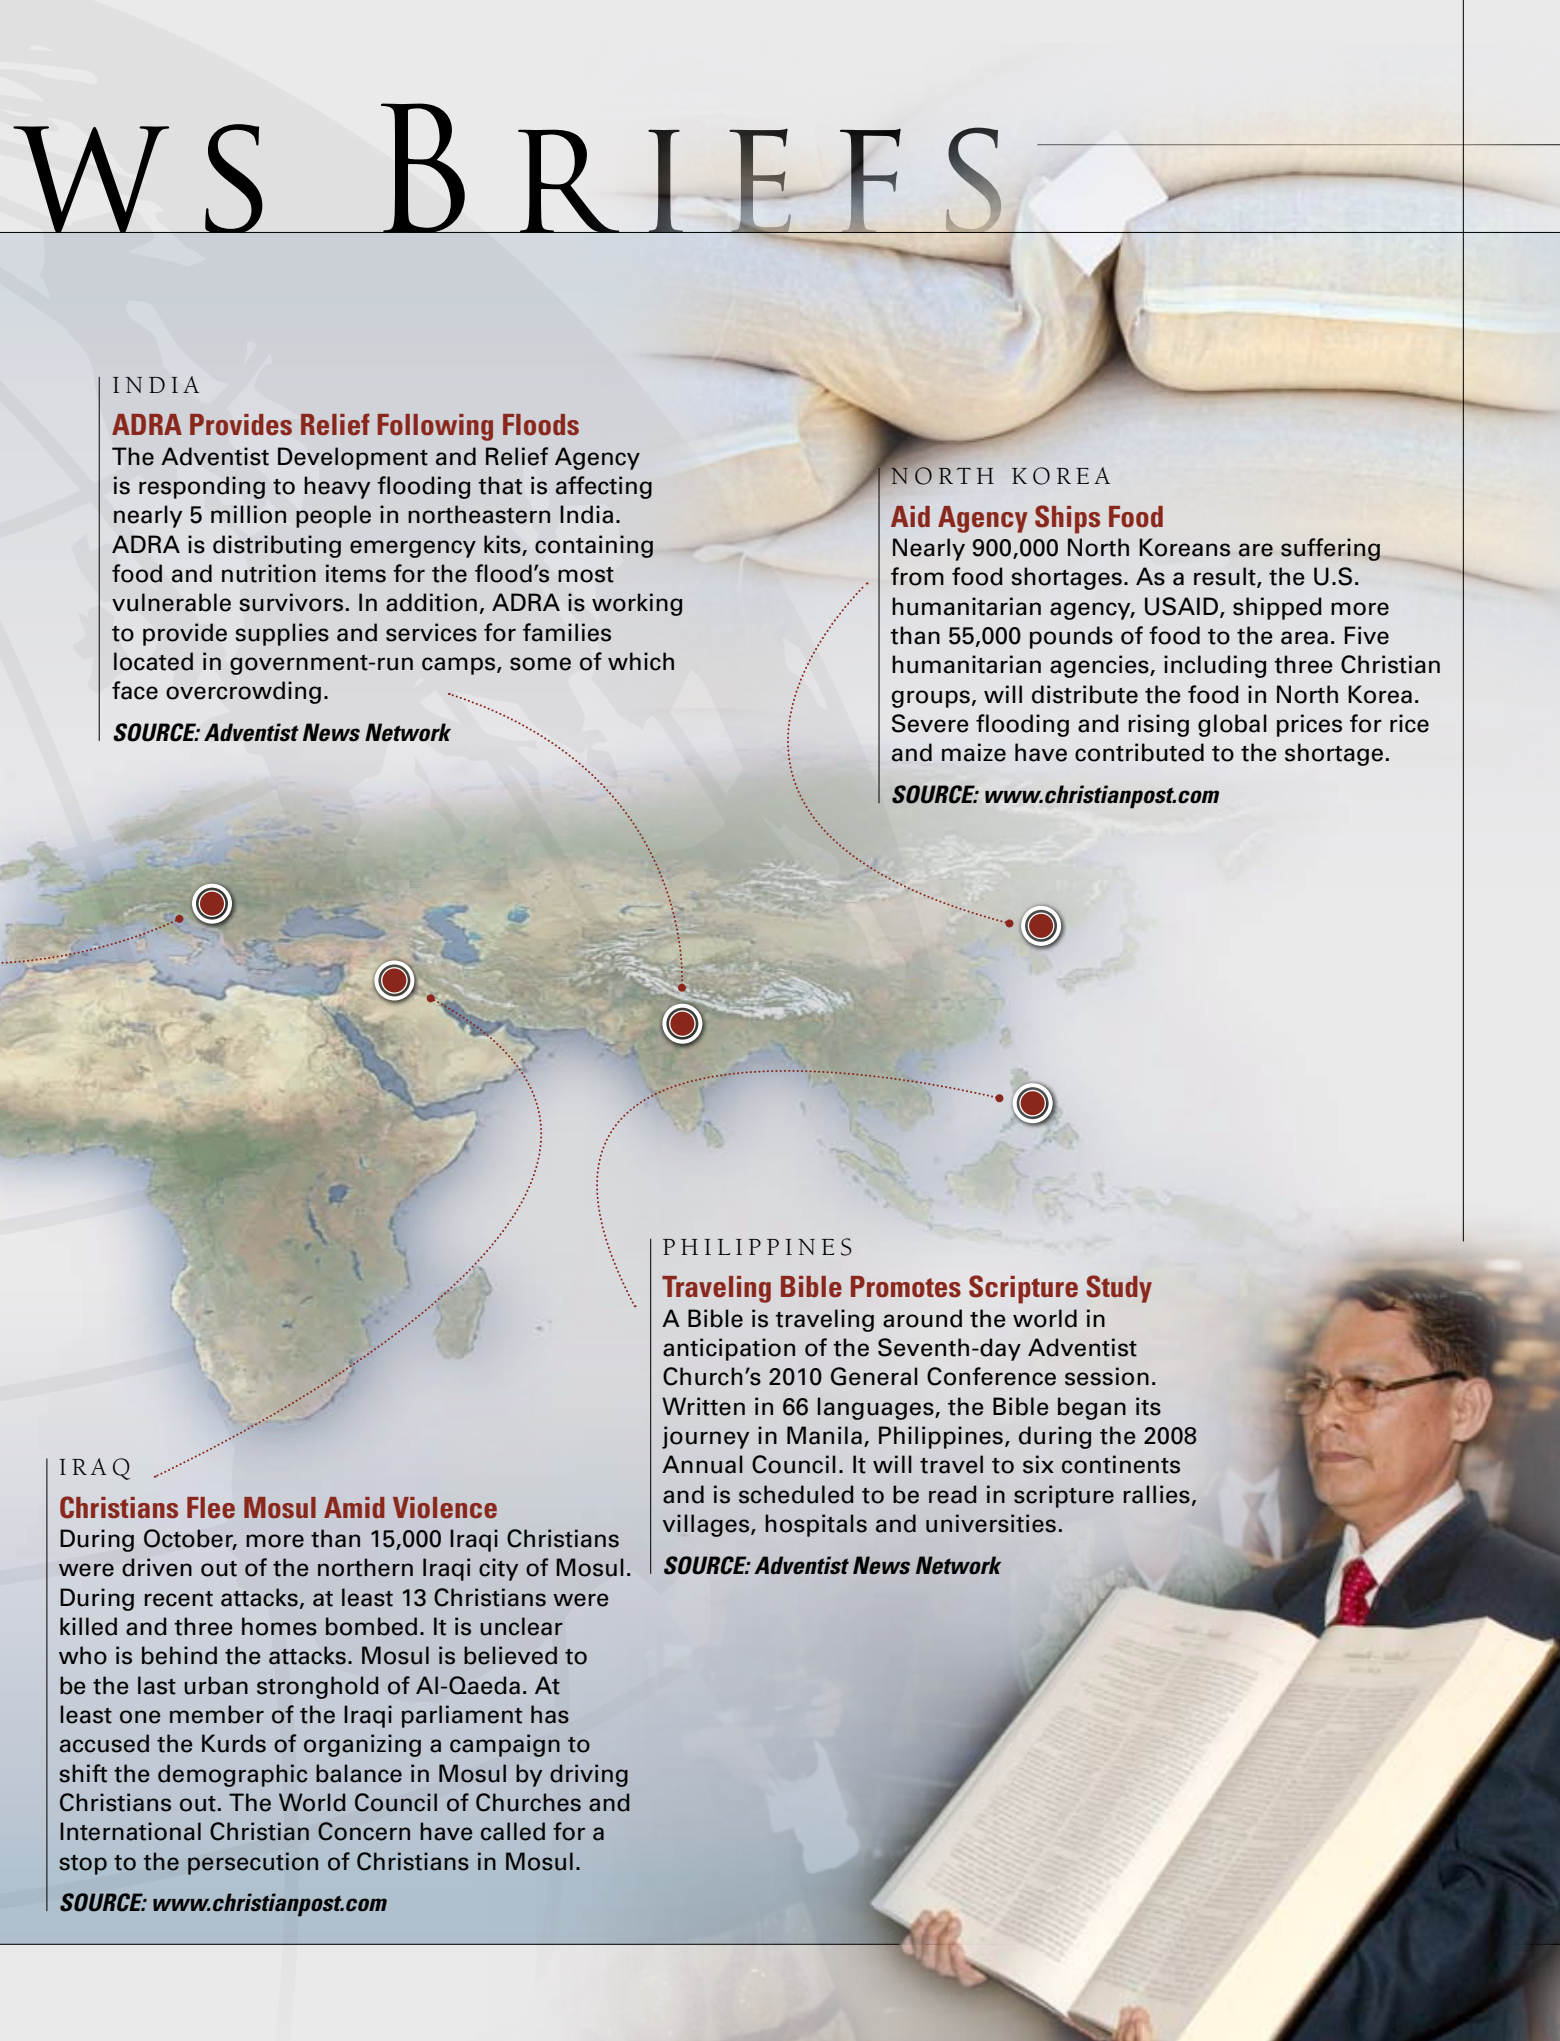 WS BRIEFS
INDIA
ADRA Provides Relief Following Floods
The Adventist Development and Relief Agency
is responding to heavy flooding that is affecting
nearly 5 million people in northeastern India.
ADRA is distributing emergency kits, containing
food and nutrition items for the flood’s most
vulnerable survivors. In addition, ADRA is working
to provide supplies and services for families
located in government-run camps, some of which
face overcrowding.
SOURCE: Adventist News Network
NORTH KOREA
Aid Agency Ships Food
Nearly 900,000 North Koreans are suffering
from food shortages. As a result, the U.S.
humanitarian agency, USAID, shipped more
than 55,000 pounds of food to the area. Five
humanitarian agencies, including three Christian
groups, will distribute the food in North Korea.
Severe flooding and rising global prices for rice
and maize have contributed to the shortage.
SOURCE: www.christianpost.com
PHILIPPINES
Traveling Bible Promotes Scripture Study
A Bible is traveling around the world in
anticipation of the Seventh-day Adventist
Church’s 2010 General Conference session.
Written in 66 languages, the Bible began its
journey in Manila, Philippines, during the 2008
Annual Council. It will travel to six continents
and is scheduled to be read in scripture rallies,
villages, hospitals and universities.
SOURCE: Adventist News Network
IRAQ
Christians Flee Mosul Amid Violence
During October, more than 15,000 Iraqi Christians
were driven out of the northern Iraqi city of Mosul.
During recent attacks, at least 13 Christians were
killed and three homes bombed. It is unclear
who is behind the attacks. Mosul is believed to
be the last urban stronghold of Al-Qaeda. At
least one member of the Iraqi parliament has
accused the Kurds of organizing a campaign to
shift the demographic balance in Mosul by driving
Christians out. The World Council of Churches and
International Christian Concern have called for a
stop to the persecution of Christians in Mosul.
SOURCE: www.christianpost.com